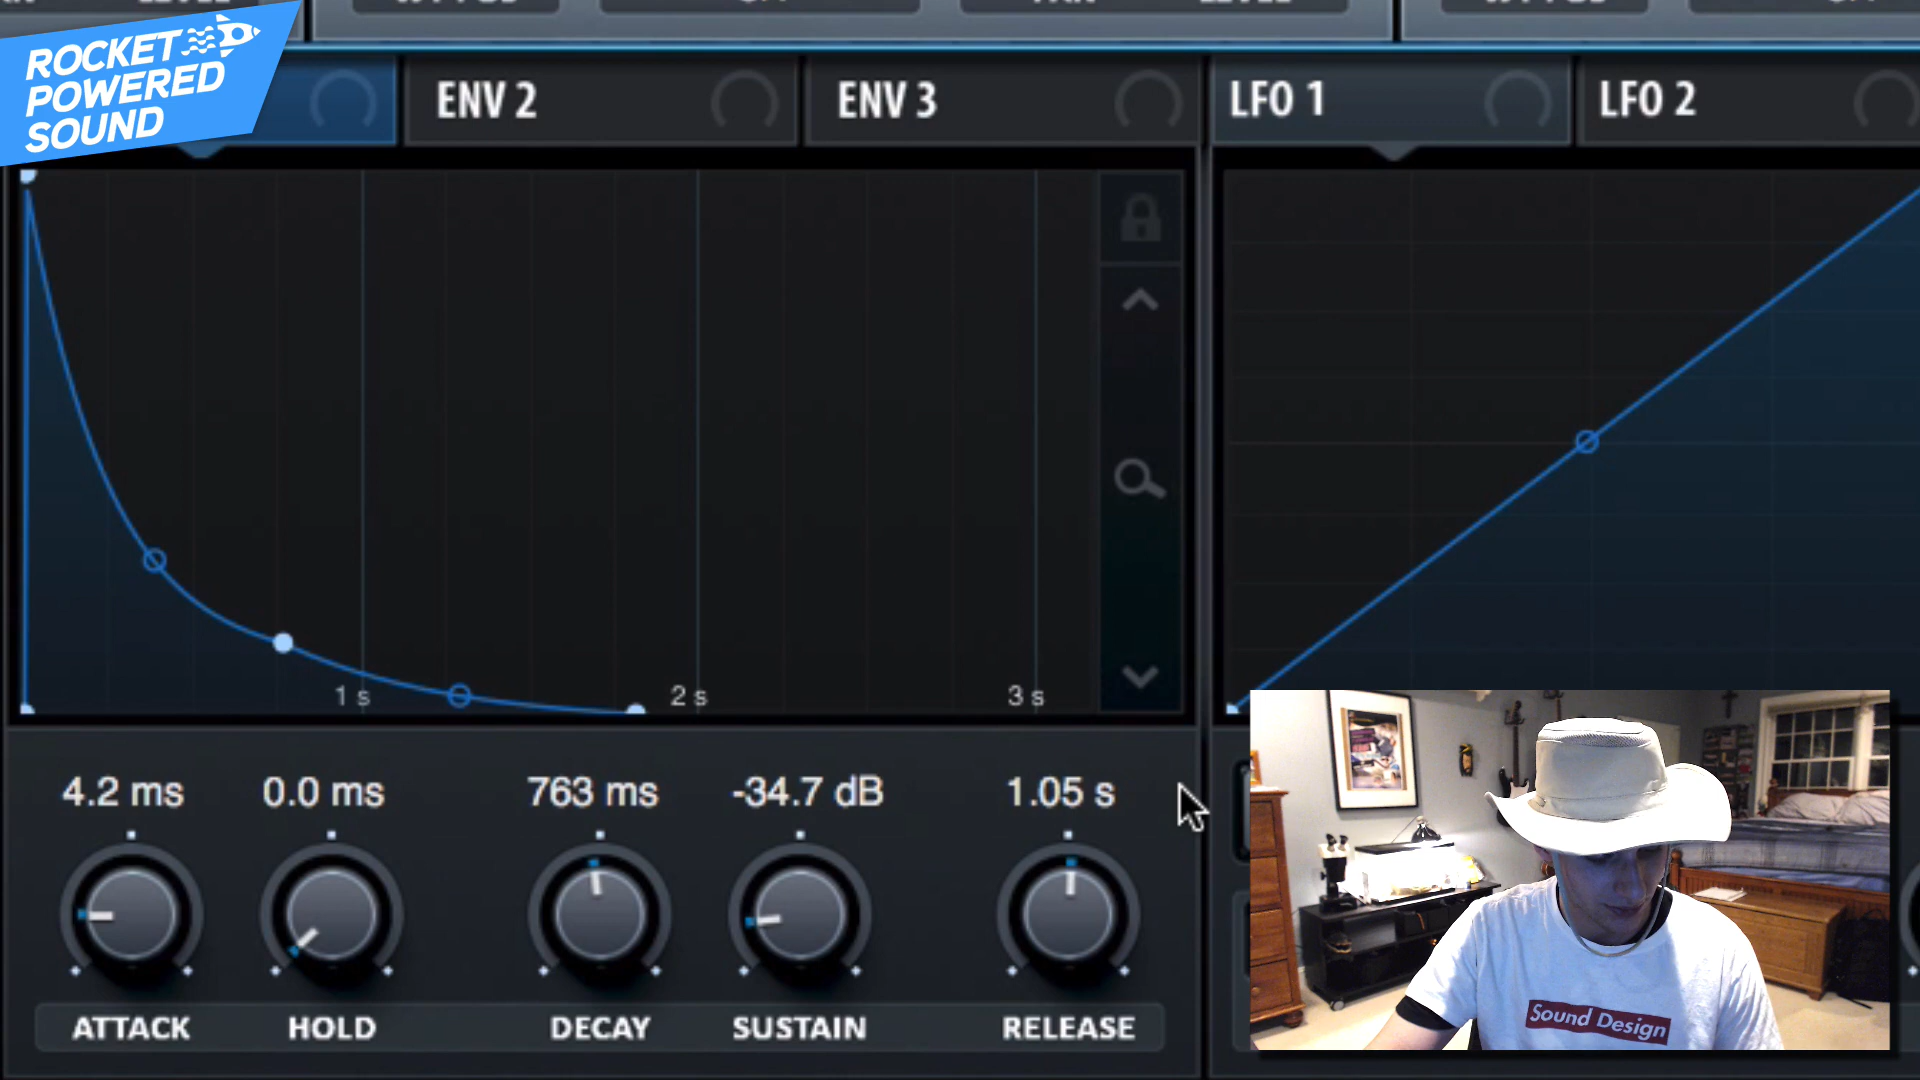 ROCKET
POWERED
SOUND
ENV 2
ENV 3
LFO 1
LFO 2
1 s
2 s
3 s
4.2 ms
0.0 ms
763 ms
-34.7 dB
1.05 s
ATTACK
HOLD
DECAY
SUSTAIN
RELEASE
Sound Design